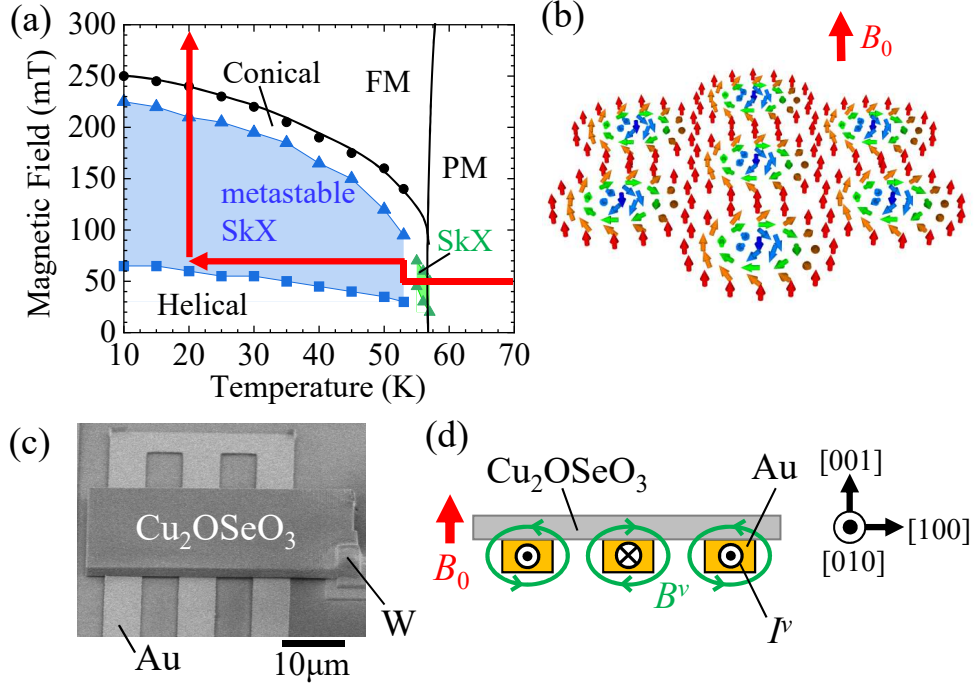 (a)
300
250
200
150
100
50
0
Magnetic Field (mT)
10 20 30 40 50 60 70
Temperature (K)
Conical
FM
PM
metastable
SkX
SkX
Helical
(b)
B₀
(c)
Cu₂OSeO₃
W
Au
10μm
(d)
Cu₂OSeO₃
Au
B₀
Bᵛ
Iᵛ
[001]
[100]
[010]